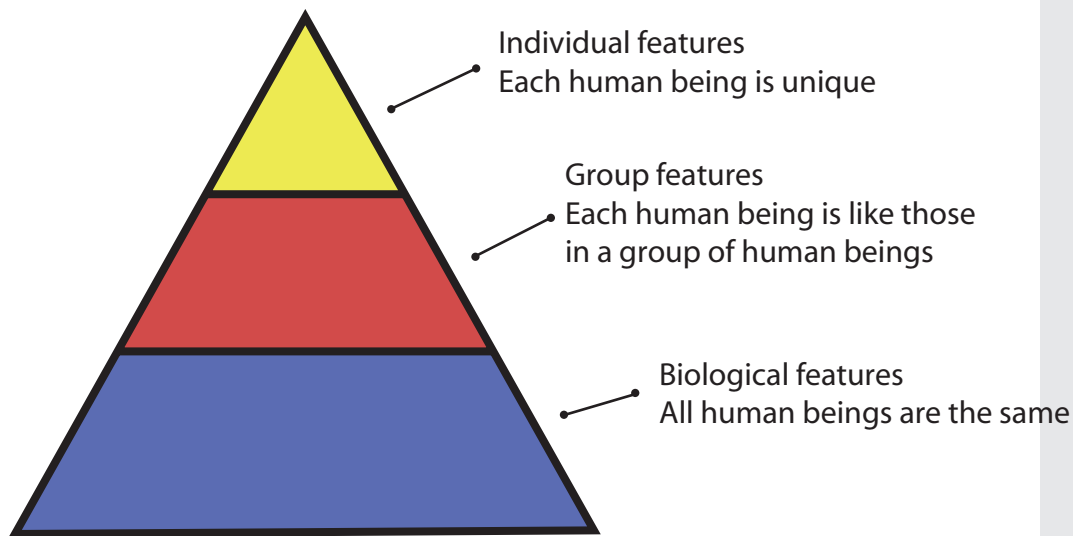 Individual features
Each human being is unique
Group features
Each human being is like those
in a group of human beings
Biological features
All human beings are the same